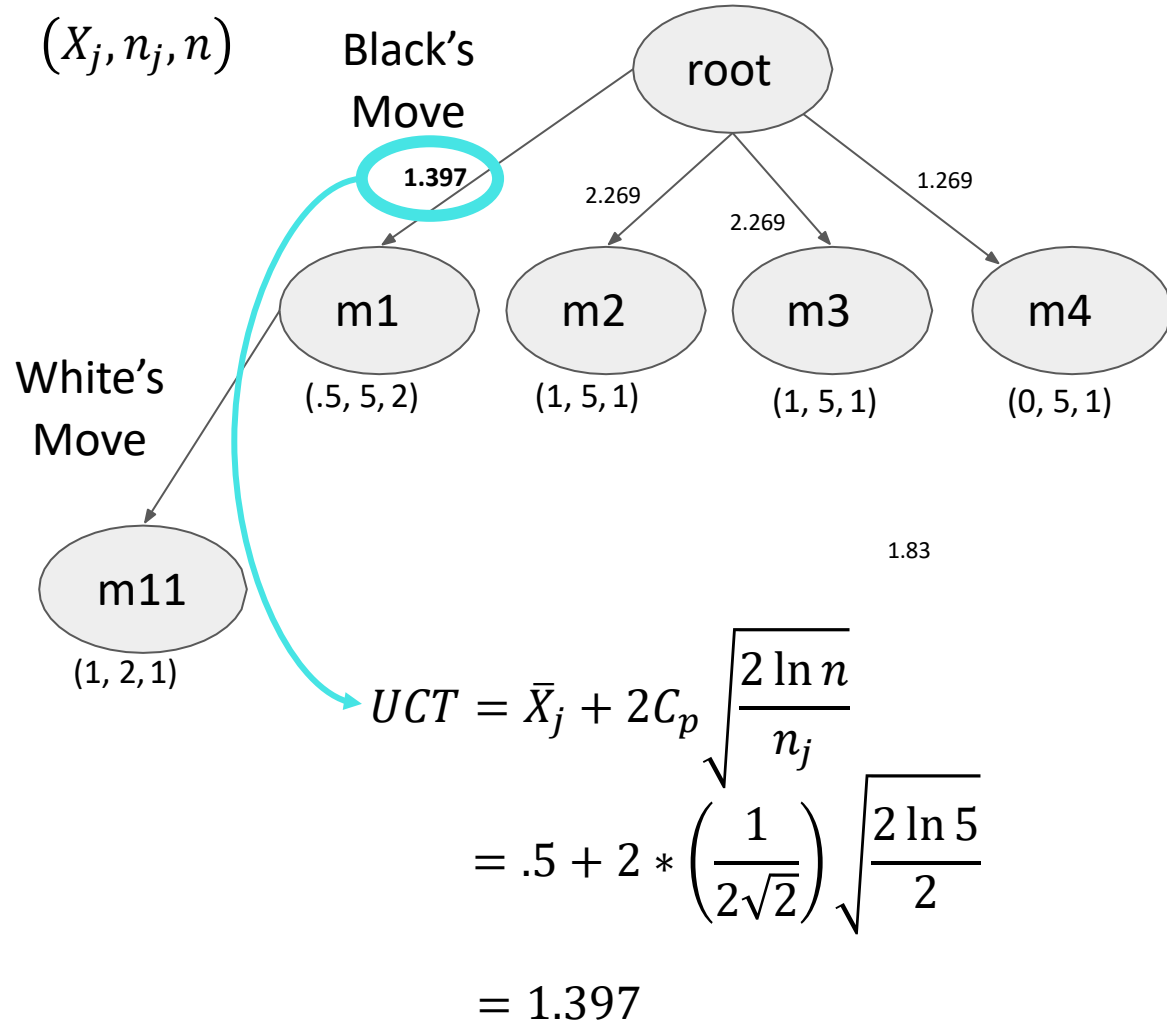 (X_j, n_j, n)
Black's
Move
root
1.397
2.269
2.269
1.269
m1
m2
m3
m4
(.5, 5, 2)
(1, 5, 1)
(1, 5, 1)
(0, 5, 1)
White's
Move
m11
(1, 2, 1)
1.83
UCT = X̄_j + 2C_p √(2 ln n / n_j)
= .5 + 2 * (1 / 2√2) √(2 ln 5 / 2)
= 1.397